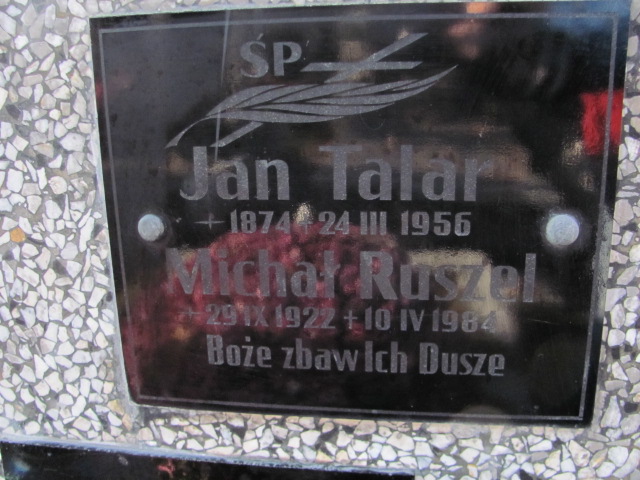 ŚP
Jan Talar
+ 1874 + 24 III 1956
Michał Ruszel
+ 29 IX 1922 + 10 IV 1984
Boże zbaw Ich Dusze